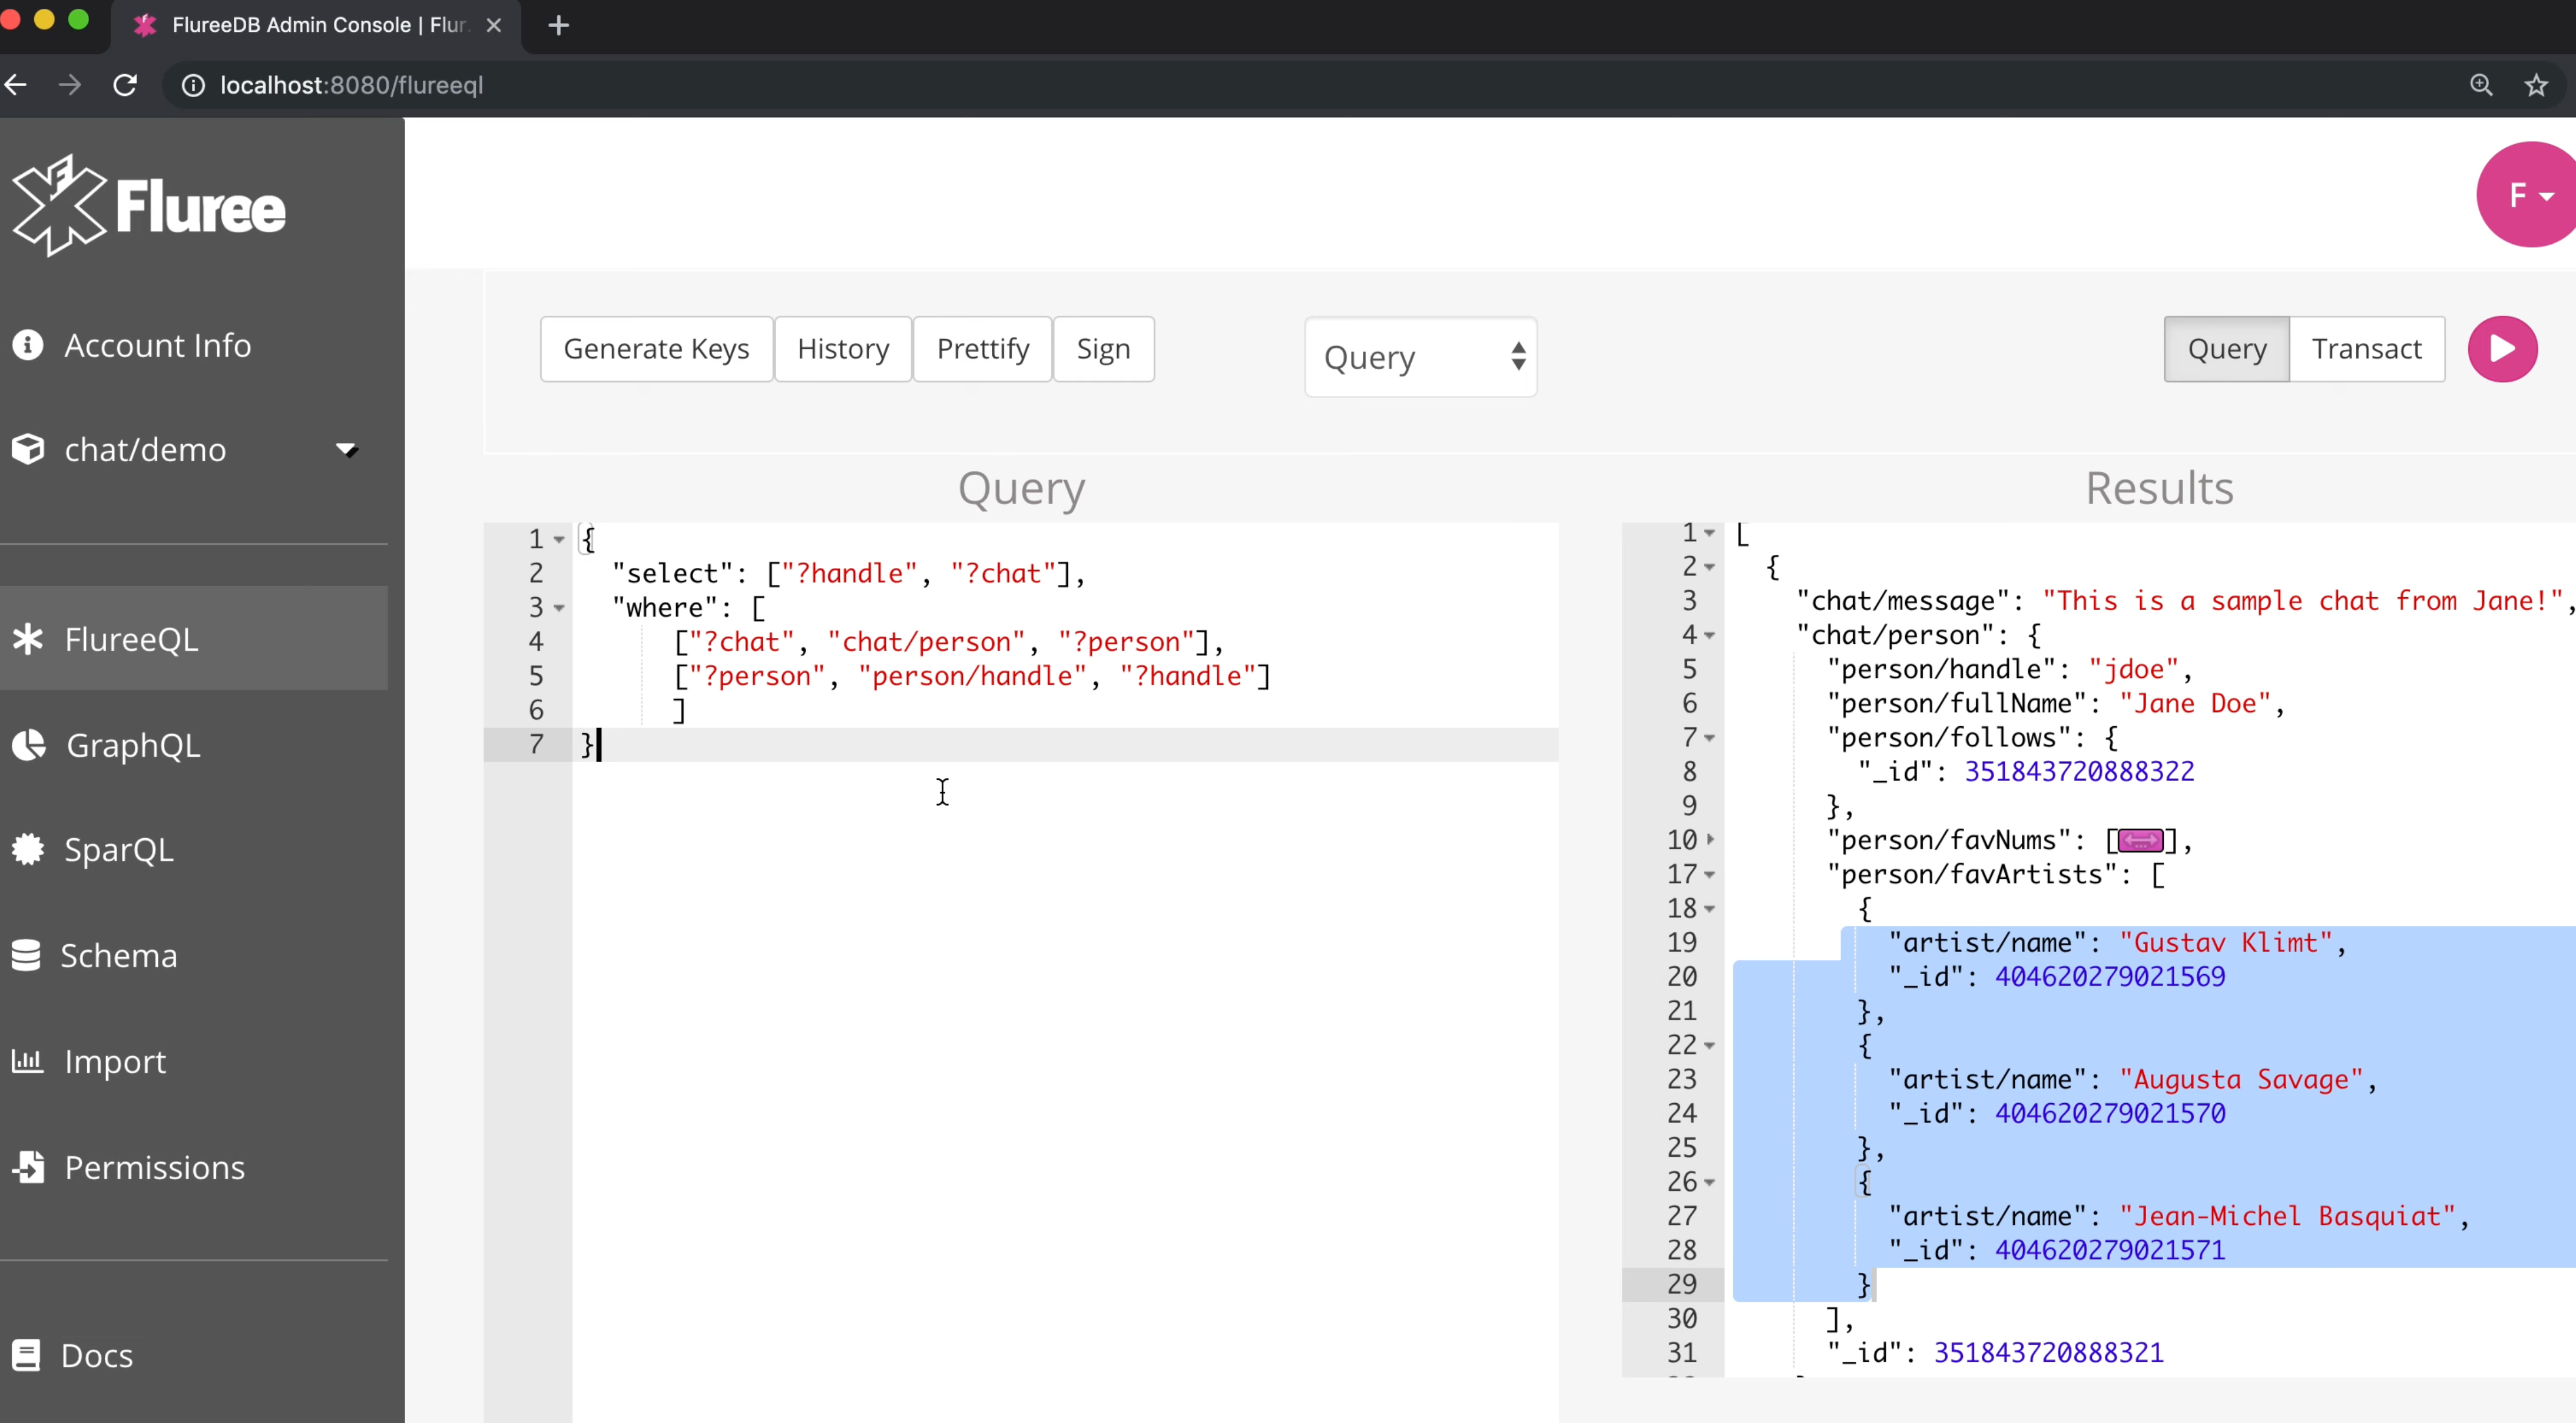 FlureeDB Admin Console | Flur
localhost:8080/flureeql
Fluree
F
Account Info
chat/demo
FlureeQL
GraphQL
SparQL
Schema
Import
Permissions
Docs
Generate Keys
History
Prettify
Sign
Query
Query
Transact
Query
1 {
2 "select": ["?handle", "?chat"],
3 "where": [
4 ["?chat", "chat/person", "?person"],
5 ["?person", "person/handle", "?handle"]
6 ]
7 }
Results
1 [
2 {
3 "chat/message": "This is a sample chat from Jane!",
4 "chat/person": {
5 "person/handle": "jdoe",
6 "person/fullName": "Jane Doe",
7 "person/follows": {
8 "_id": 351843720888322
9 },
10 "person/favNums": [],
17 "person/favArtists": [
18 {
19 "artist/name": "Gustav Klimt",
20 "_id": 404620279021569
21 },
22 {
23 "artist/name": "Augusta Savage",
24 "_id": 404620279021570
25 },
26 {
27 "artist/name": "Jean-Michel Basquiat",
28 "_id": 404620279021571
29 }
30 ],
31 "_id": 351843720888321